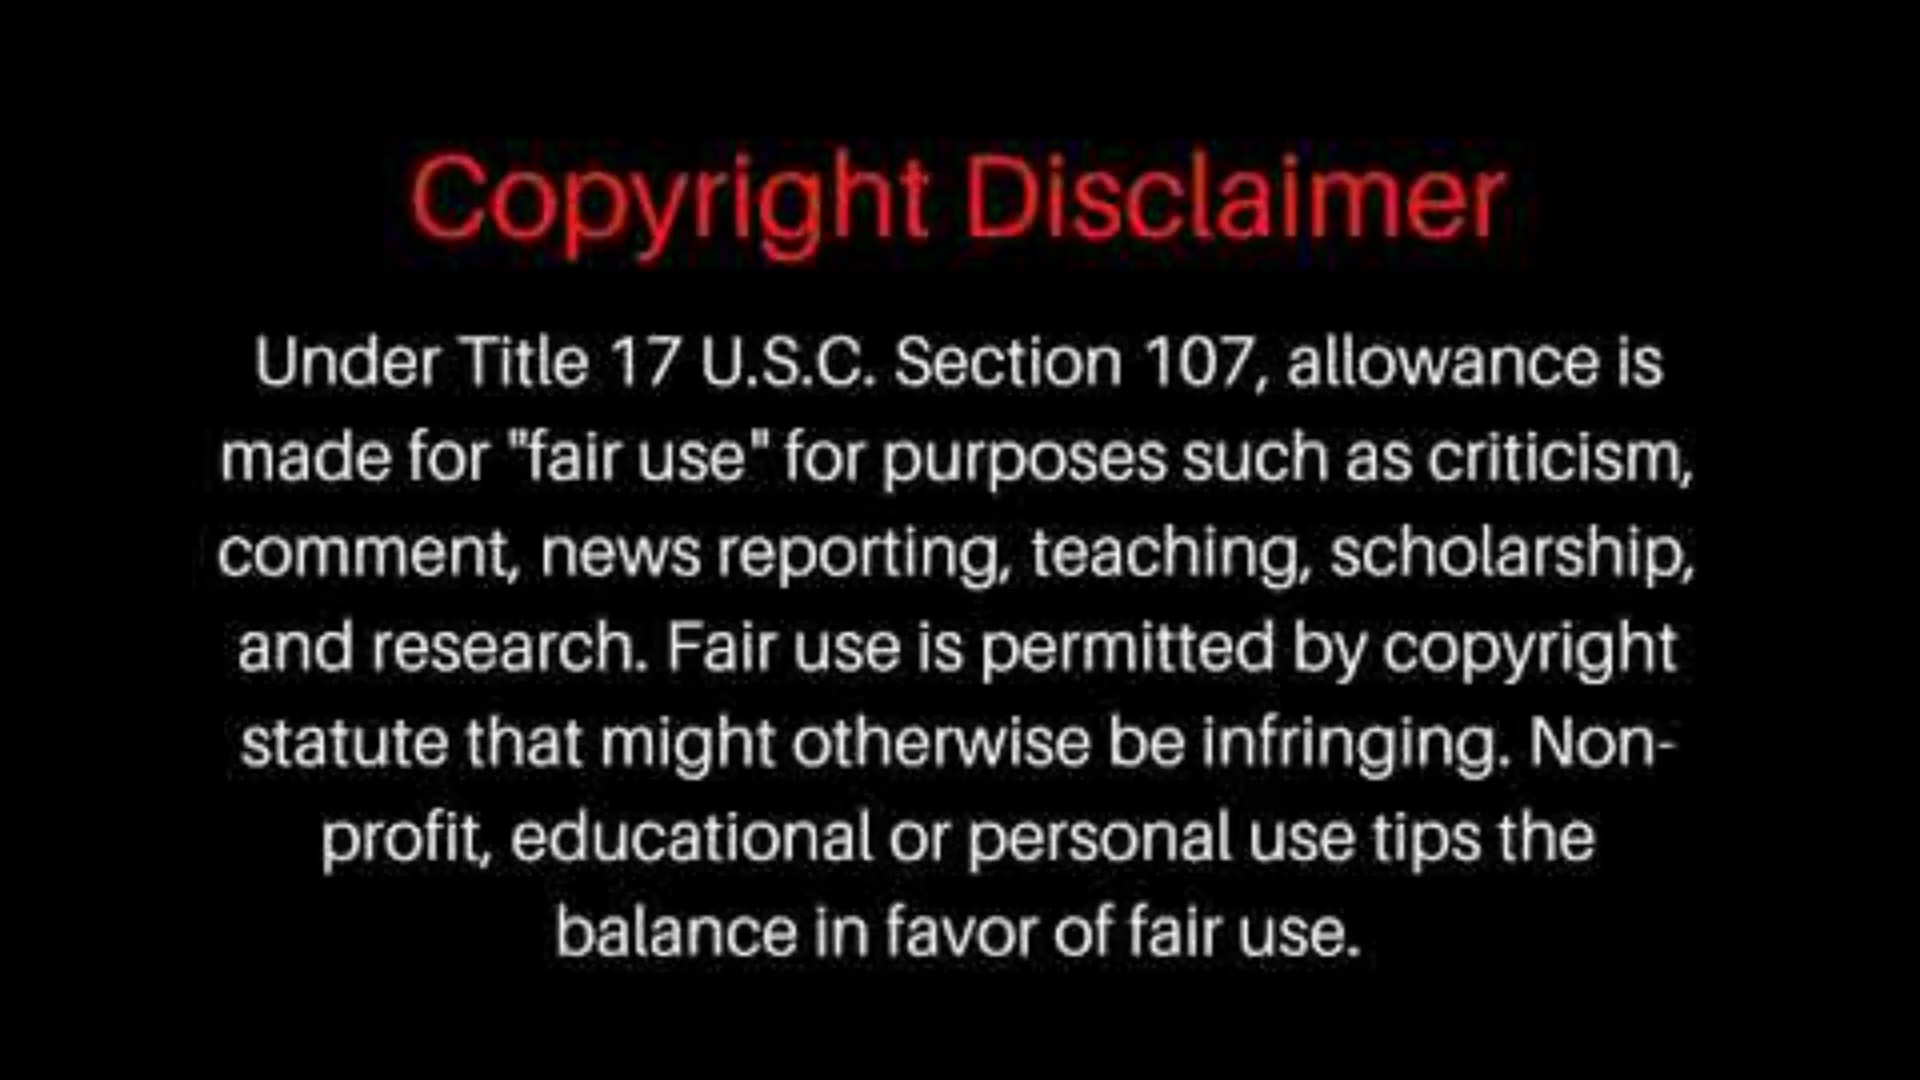 Copyright Disclaimer
Under Title 17 U.S.C. Section 107, allowance is
made for "fair use" for purposes such as criticism,
comment, news reporting, teaching, scholarship,
and research. Fair use is permitted by copyright
statute that might otherwise be infringing. Non-
profit, educational or personal use tips the
balance in favor of fair use.